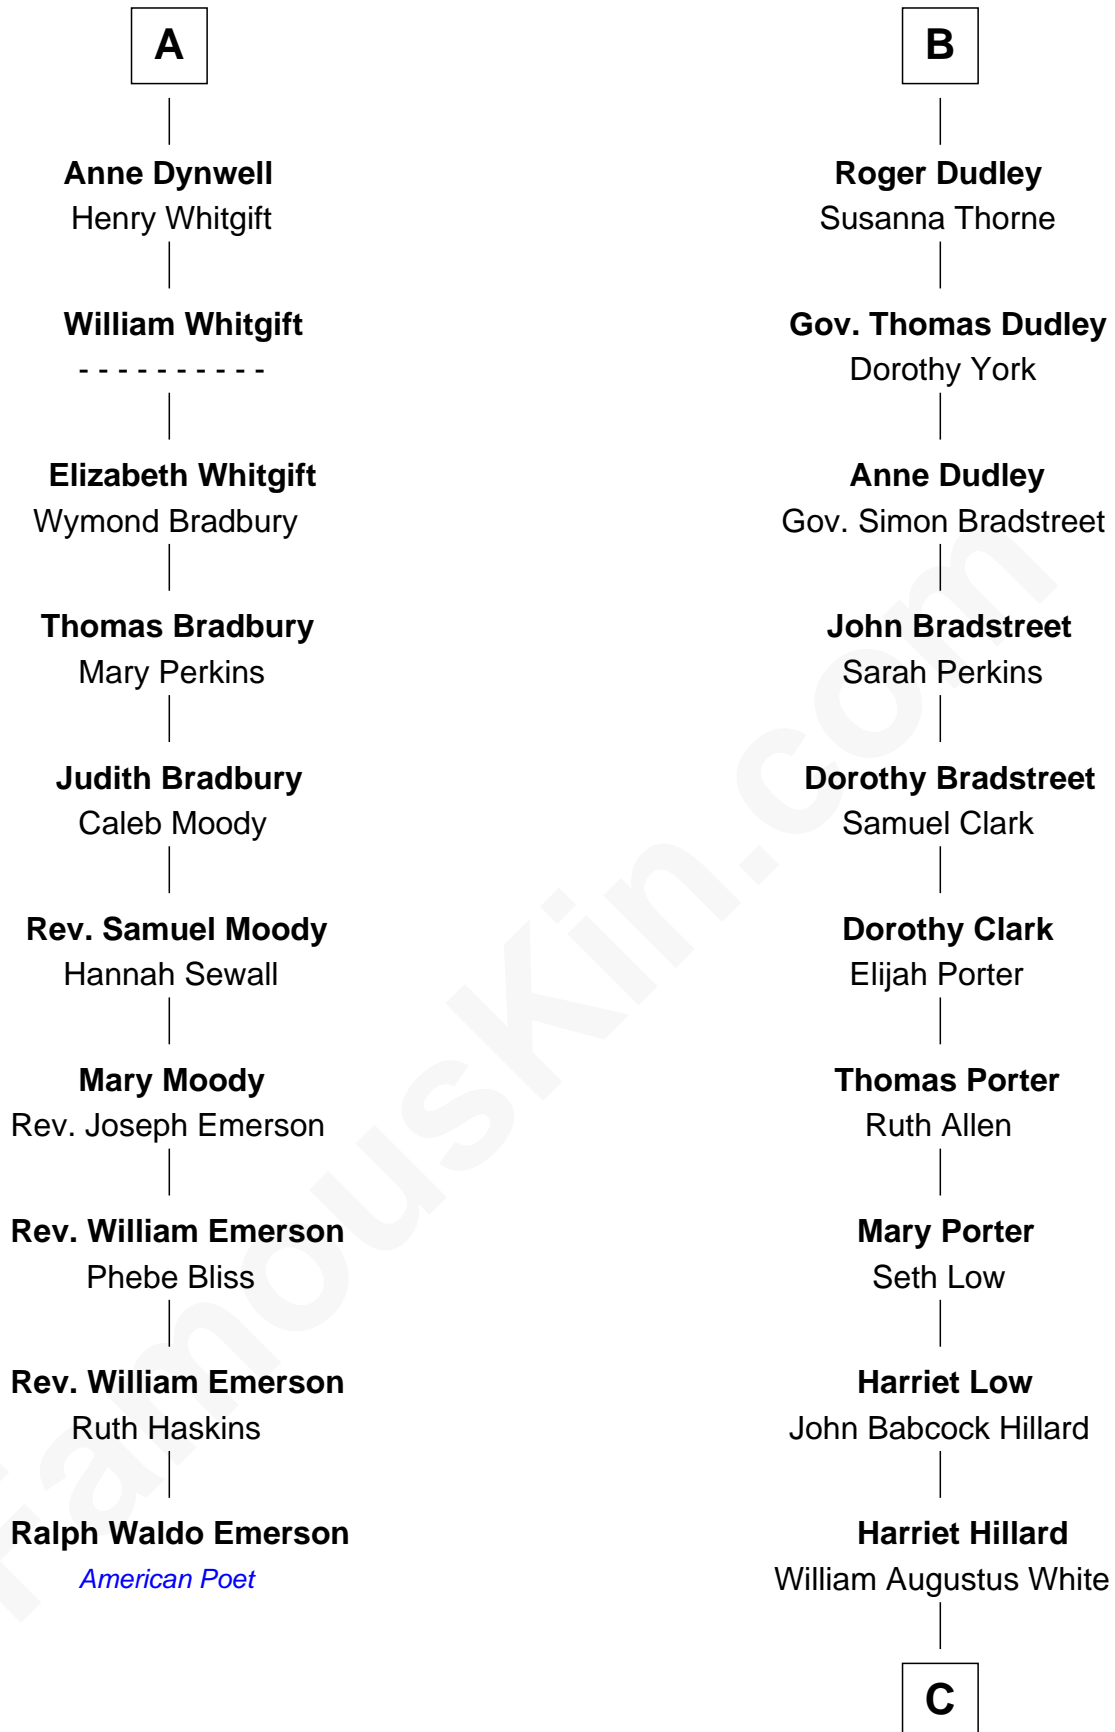 A
Anne Dynwell
Henry Whitgift
William Whitgift
- - - - - - - - - -
Elizabeth Whitgift
Wymond Bradbury
Thomas Bradbury
Mary Perkins
Judith Bradbury
Caleb Moody
Rev. Samuel Moody
Hannah Sewall
Mary Moody
Rev. Joseph Emerson
Rev. William Emerson
Phebe Bliss
Rev. William Emerson
Ruth Haskins
Ralph Waldo Emerson
American Poet
B
Roger Dudley
Susanna Thorne
Gov. Thomas Dudley
Dorothy York
Anne Dudley
Gov. Simon Bradstreet
John Bradstreet
Sarah Perkins
Dorothy Bradstreet
Samuel Clark
Dorothy Clark
Elijah Porter
Thomas Porter
Ruth Allen
Mary Porter
Seth Low
Harriet Low
John Babcock Hillard
Harriet Hillard
William Augustus White
C
FamousKin.com